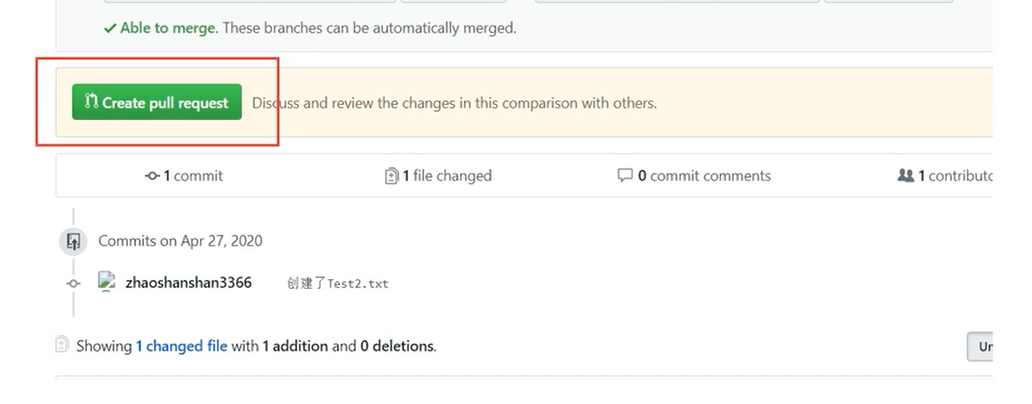 Able to merge. These branches can be automatically merged.
Create pull request Discuss and review the changes in this comparison with others.
1 commit 1 file changed 0 commit comments 1
Commits on Apr 27, 2020
zhaoshanshan3366 创建了Test2.txt
Showing 1 changed file with 1 addition and 0 deletions.